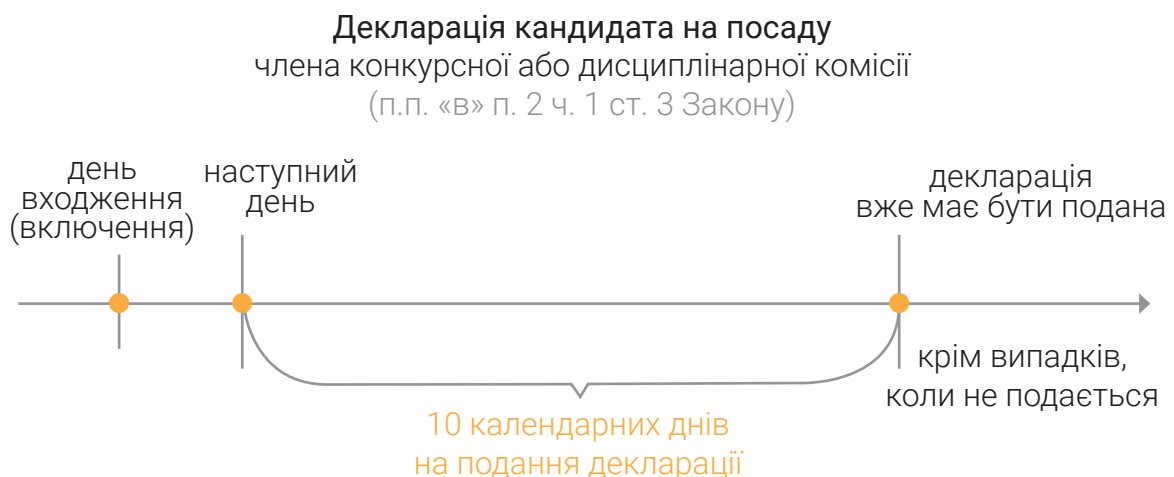 Декларація кандидата на посаду
члена конкурсної або дисциплінарної комісії
(п.п. «в» п. 2 ч. 1 ст. 3 Закону)
день
входження
(включення)
наступний
день
декларація
вже має бути подана
крім випадків,
коли не подається
10 календарних днів
на подання декларації